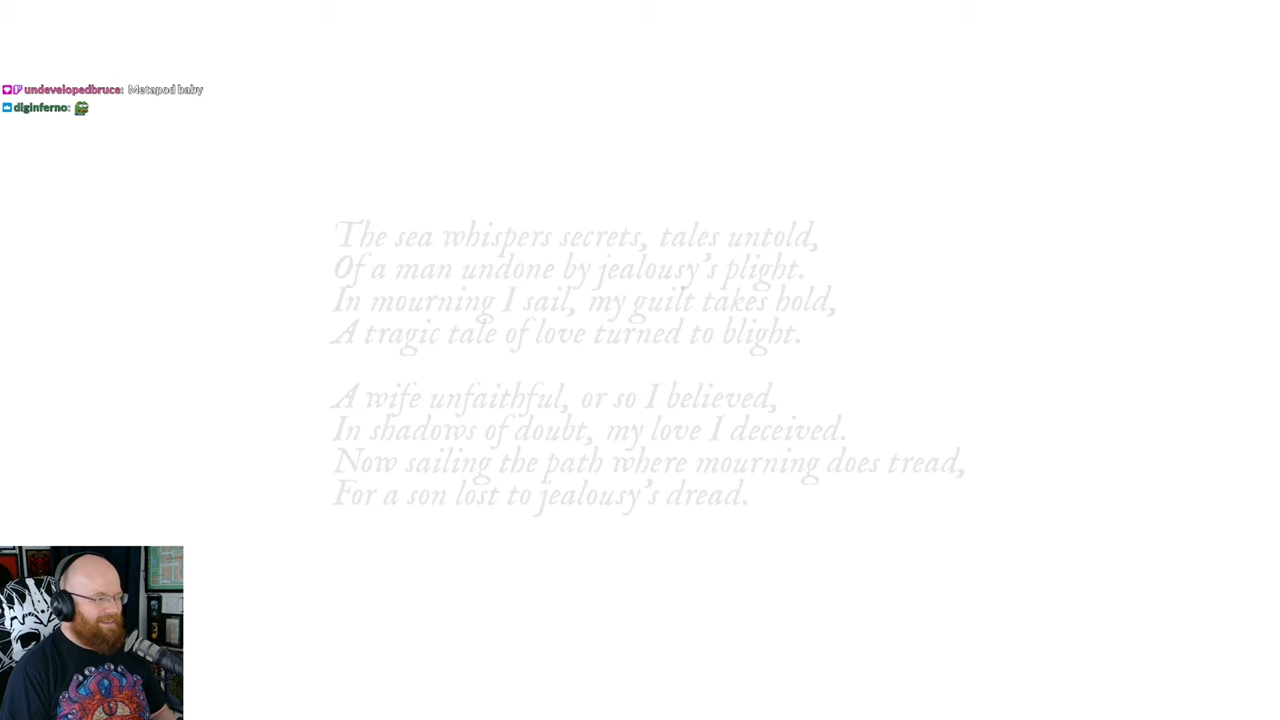 undevelopedbruce: Metapod baby
diginferno:
The sea whispers secrets, tales untold,
Of a man undone by jealousy's plight.
In mourning I sail, my guilt takes hold,
A tragic tale of love turned to blight.
A wife unfaithful, or so I believed,
In shadows of doubt, my love I deceived.
Now sailing the path where mourning does tread,
For a son lost to jealousy's dread.